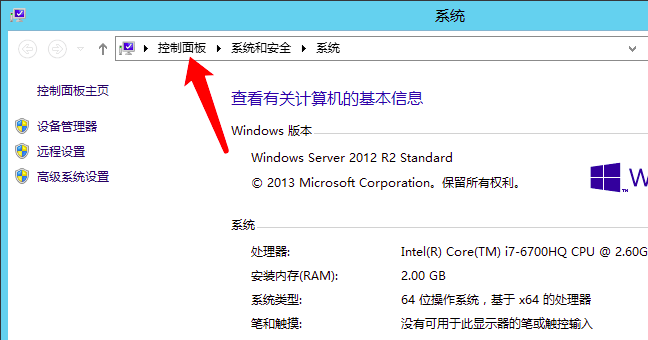 系统
控制面板 系统和安全 系统
控制面板主页
设备管理器
远程设置
高级系统设置
查看有关计算机的基本信息
Windows 版本
Windows Server 2012 R2 Standard
© 2013 Microsoft Corporation。保留所有权利。
W
系统
处理器: Intel(R) Core(TM) i7-6700HQ CPU @ 2.60G
安装内存(RAM): 2.00 GB
系统类型: 64 位操作系统，基于 x64 的处理器
笔和触摸: 没有可用于此显示器的笔或触控输入